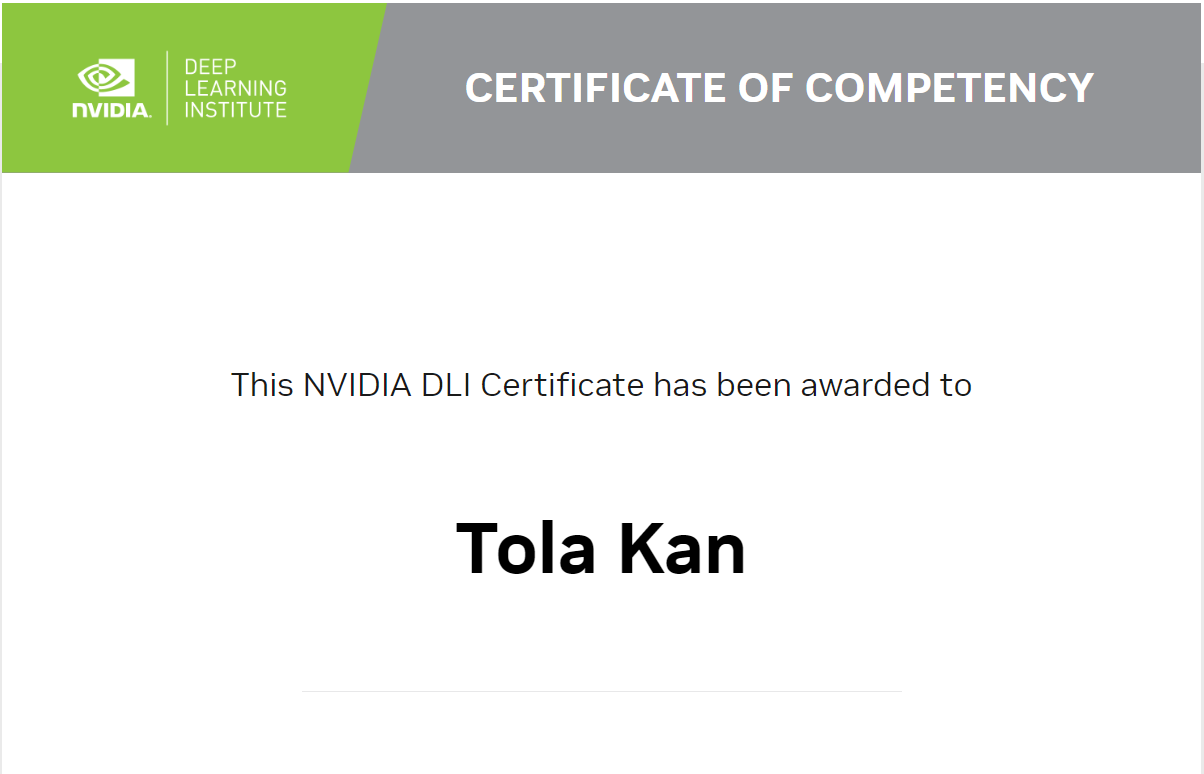 NVIDIA.
DEEP
LEARNING
INSTITUTE
CERTIFICATE OF COMPETENCY
This NVIDIA DLI Certificate has been awarded to
Tola Kan